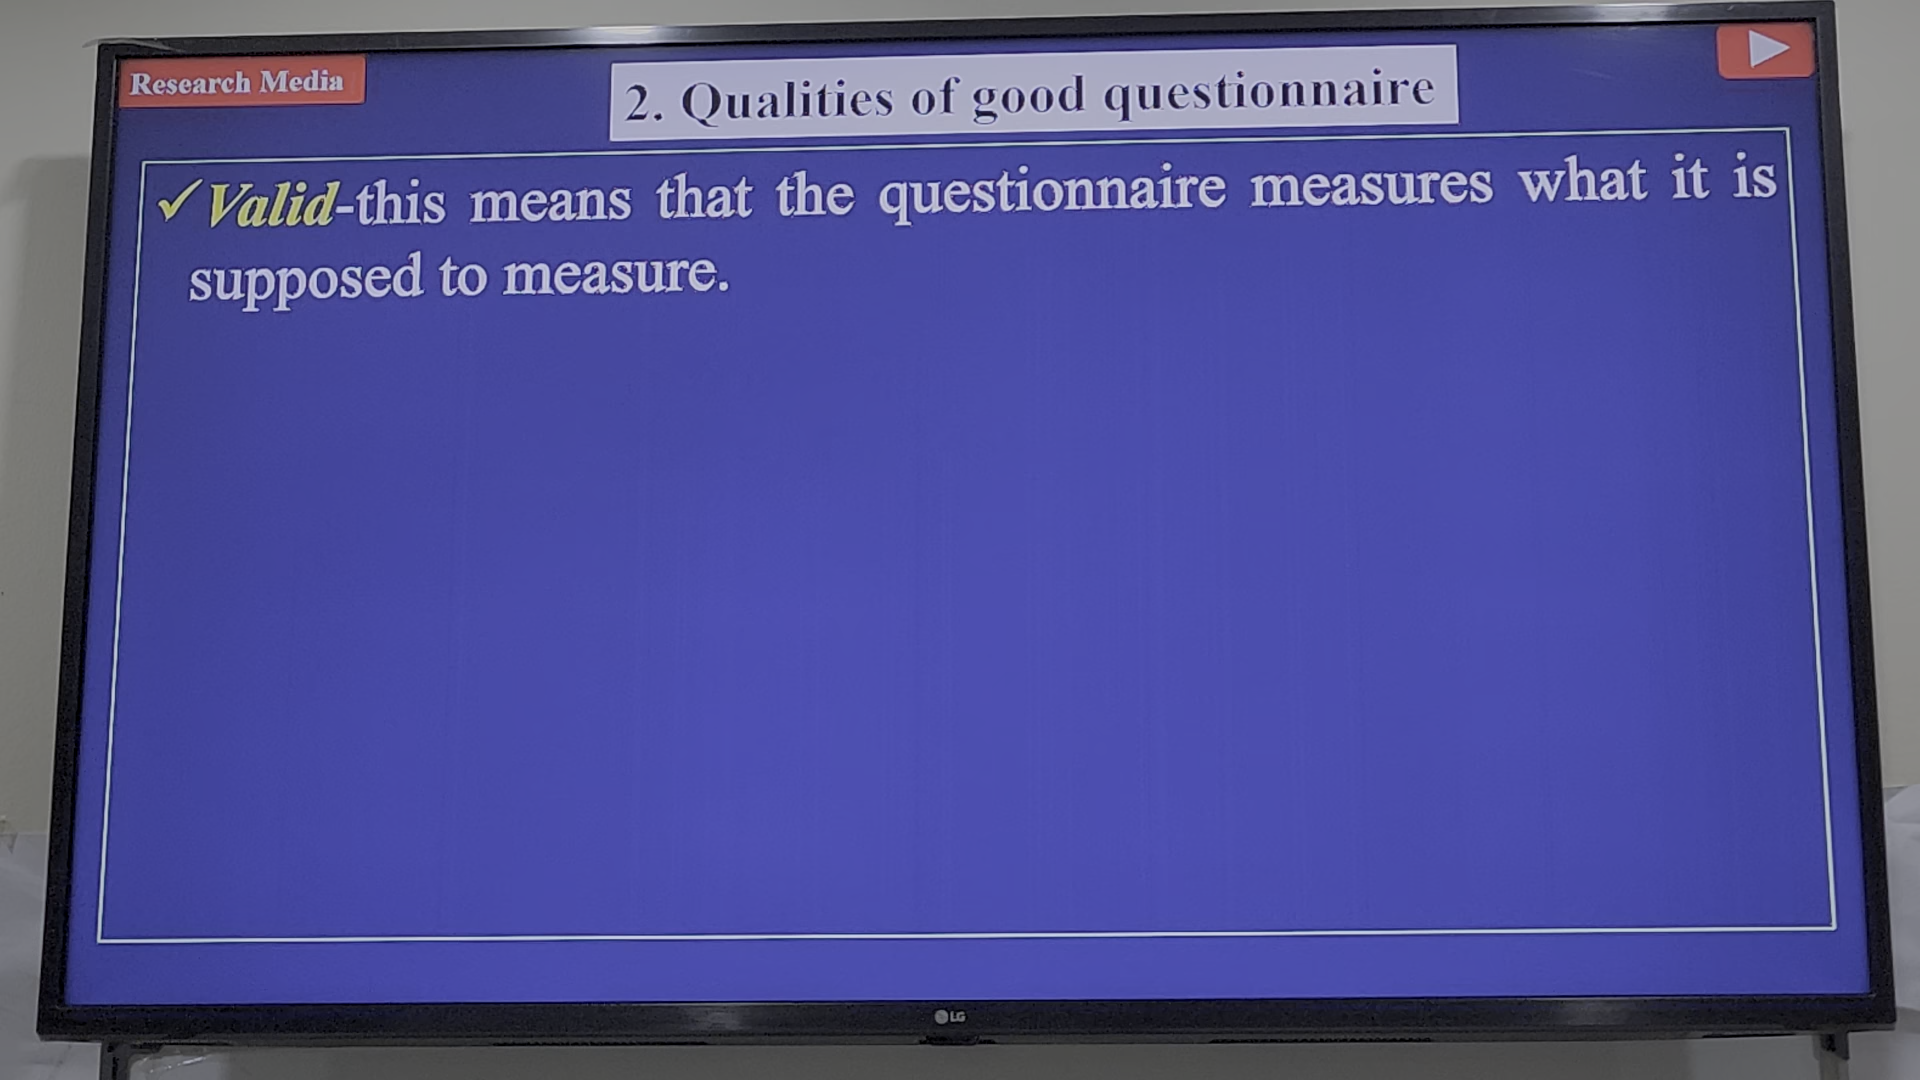 Research Media
2. Qualities of good questionnaire
✓Valid-this means that the questionnaire measures what it is
supposed to measure.
LG